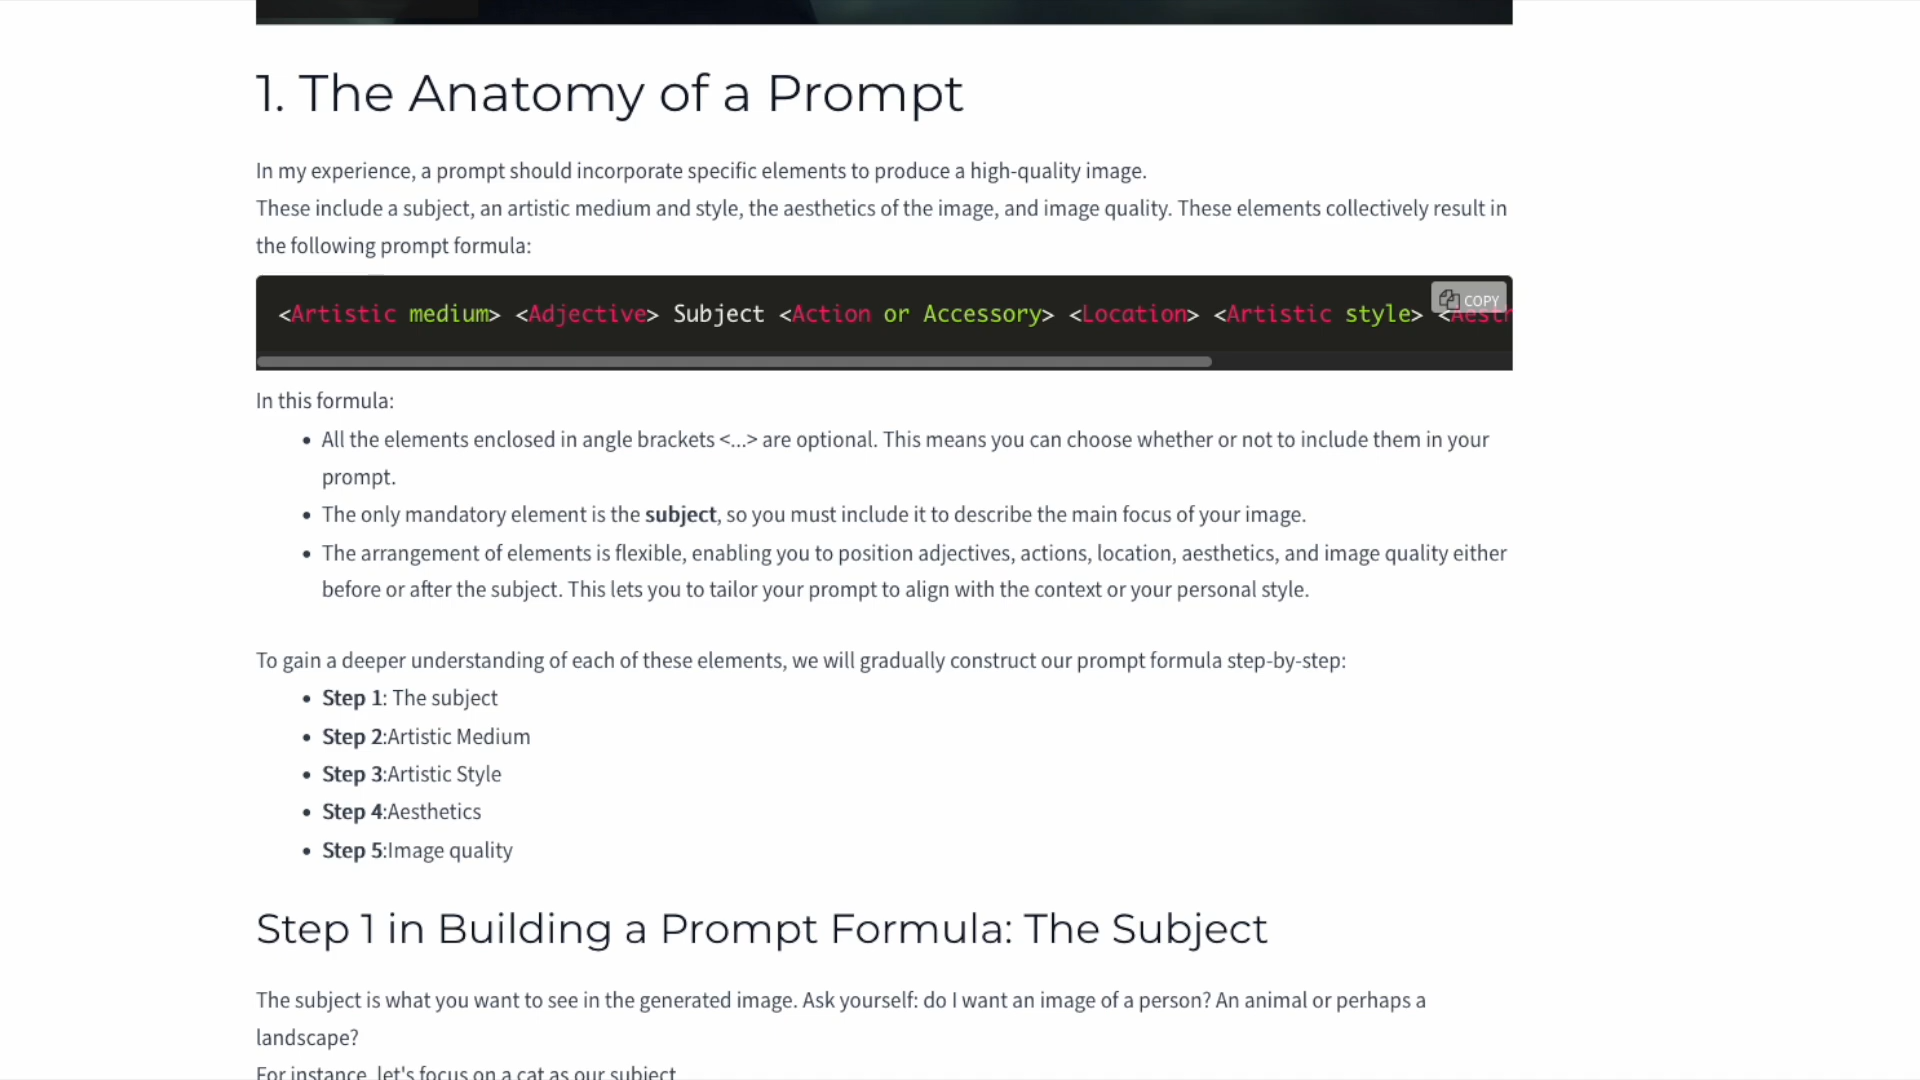 1. The Anatomy of a Prompt
In my experience, a prompt should incorporate specific elements to produce a high-quality image.
These include a subject, an artistic medium and style, the aesthetics of the image, and image quality. These elements collectively result in
the following prompt formula:
COPY
<Artistic medium> <Adjective> Subject <Action or Accessory> <Location> <Artistic style> <Aesth
In this formula:
• All the elements enclosed in angle brackets <...> are optional. This means you can choose whether or not to include them in your
prompt.
• The only mandatory element is the subject, so you must include it to describe the main focus of your image.
• The arrangement of elements is flexible, enabling you to position adjectives, actions, location, aesthetics, and image quality either
before or after the subject. This lets you to tailor your prompt to align with the context or your personal style.
To gain a deeper understanding of each of these elements, we will gradually construct our prompt formula step-by-step:
• Step 1: The subject
• Step 2:Artistic Medium
• Step 3:Artistic Style
• Step 4:Aesthetics
• Step 5:Image quality
Step 1 in Building a Prompt Formula: The Subject
The subject is what you want to see in the generated image. Ask yourself: do I want an image of a person? An animal or perhaps a
landscape?
For instance, let's focus on a cat as our subject